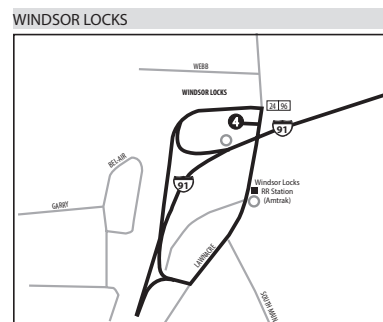 WINDSOR LOCKS
WEBB
WINDSOR LOCKS
24 96
4
91
BEL-AIR
91
Windsor Locks
RR Station
(Amtrak)
GARRY
LAWNACRE
SOUTH MAIN